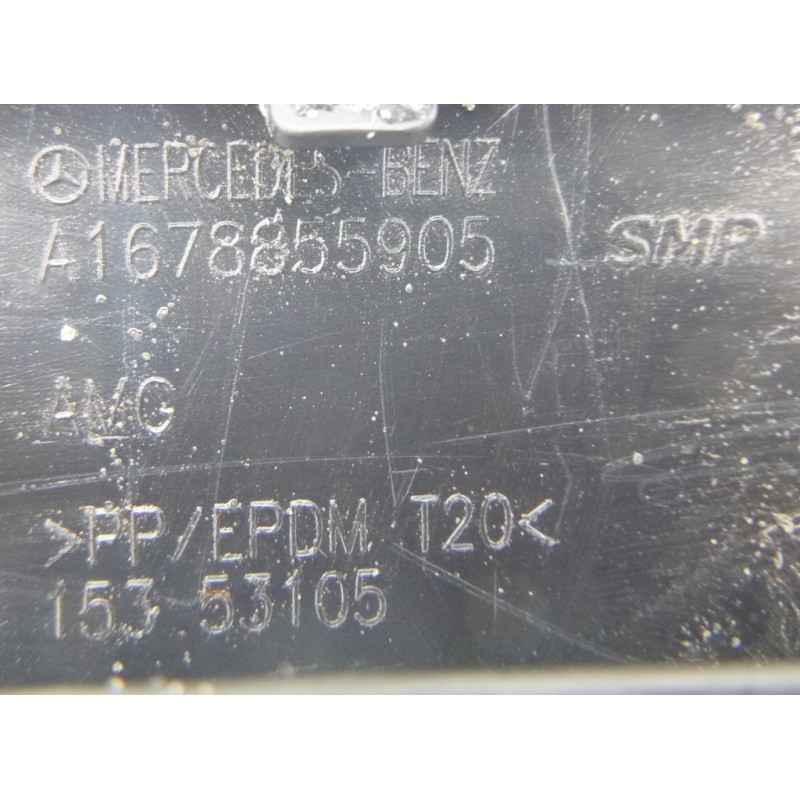 MERCEDES-BENZ
A1678855905 SMP
AMG
>PP/EPDM T20<
153 53105